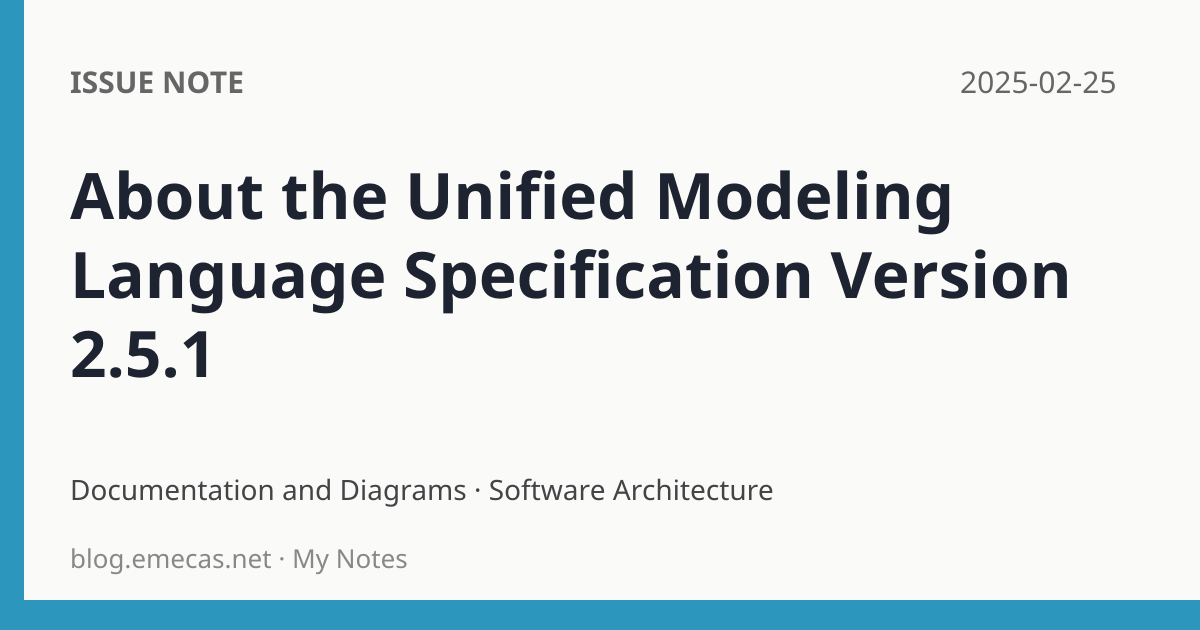 ISSUE NOTE 2025-02-25
About the Unified Modeling
Language Specification Version
2.5.1
Documentation and Diagrams · Software Architecture
blog.emecas.net · My Notes